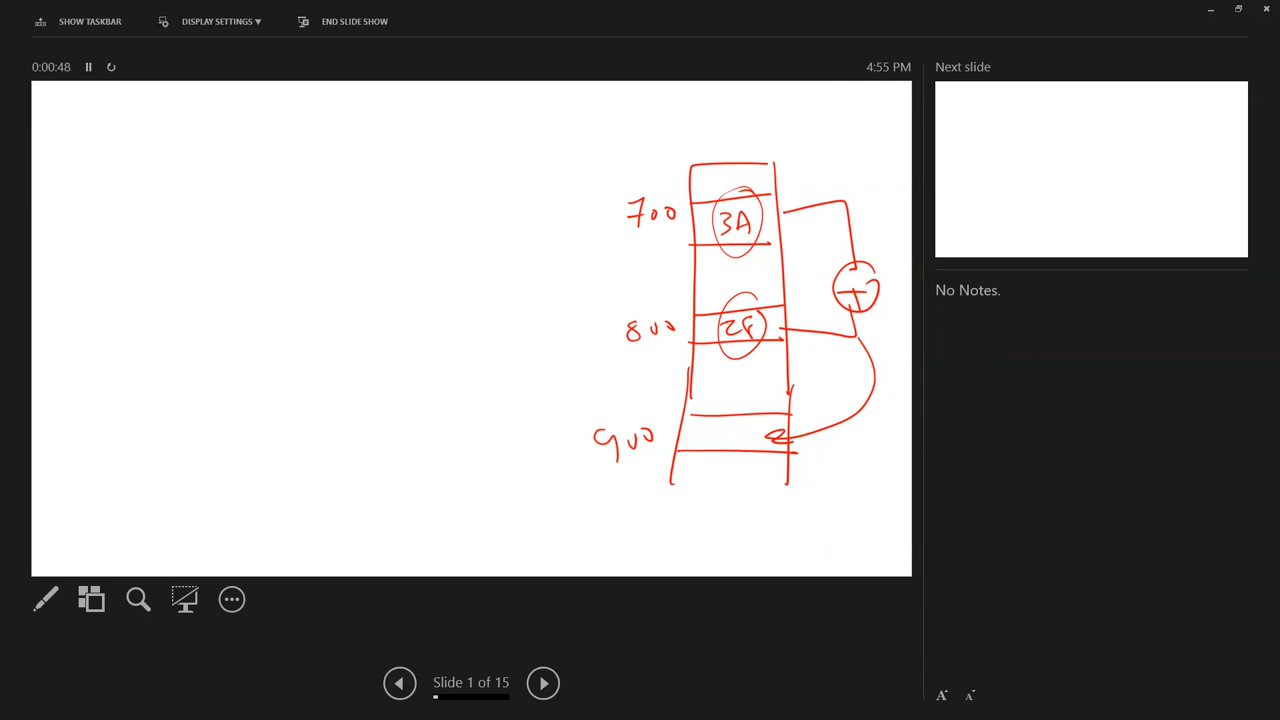 SHOW TASKBAR
DISPLAY SETTINGS ▼
END SLIDE SHOW
0:00:48
4:55 PM
Next slide
700
3A
800
2F
900
No Notes.
Slide 1 of 15
A
A